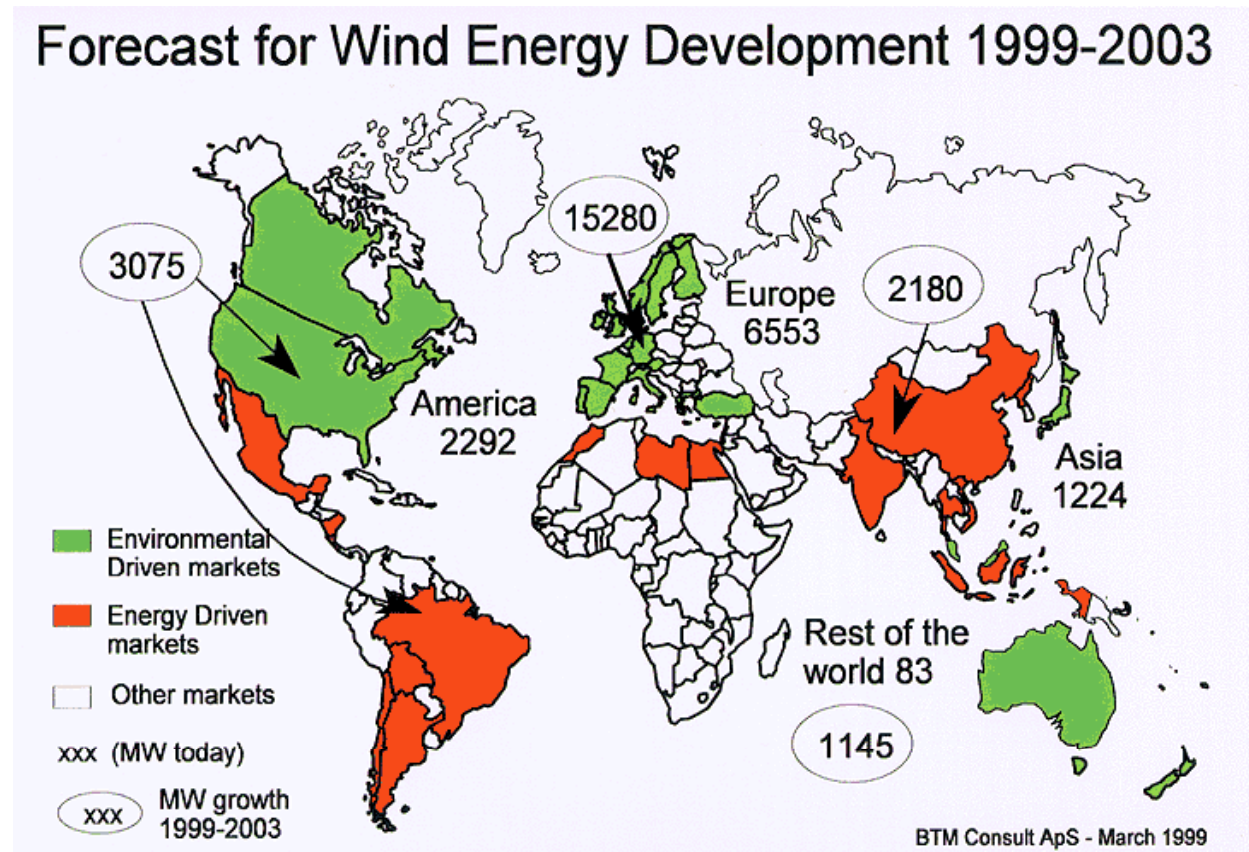 Forecast for Wind Energy Development 1999-2003
15280
3075
2180
Europe
6553
America
2292
Asia
1224
Environmental
Driven markets
Energy Driven
markets
Rest of the
world 83
Other markets
1145
xxx (MW today)
xxx
MW growth
1999-2003
BTM Consult ApS - March 1999